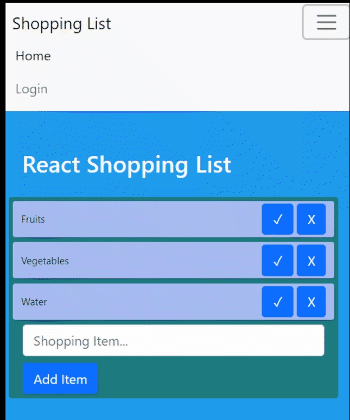 Shopping List
Home
Login
React Shopping List
Fruits ✓ X
Vegetables ✓ X
Water ✓ X
Shopping Item...
Add Item